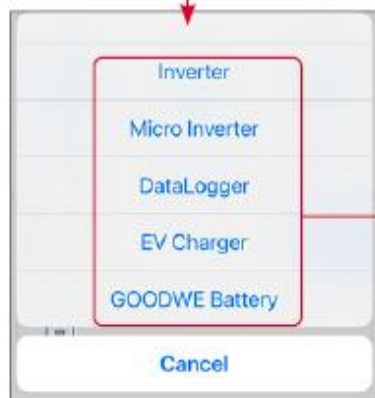 Inverter
Micro Inverter
DataLogger
EV Charger
GOODWE Battery
Cancel